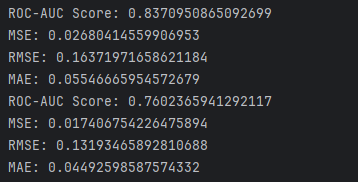 ROC-AUC Score: 0.8370950865092699
MSE: 0.02680414559906953
RMSE: 0.16371971658621184
MAE: 0.05546665954572679
ROC-AUC Score: 0.7602365941292117
MSE: 0.017406754226475894
RMSE: 0.13193465892810688
MAE: 0.04492598587574332